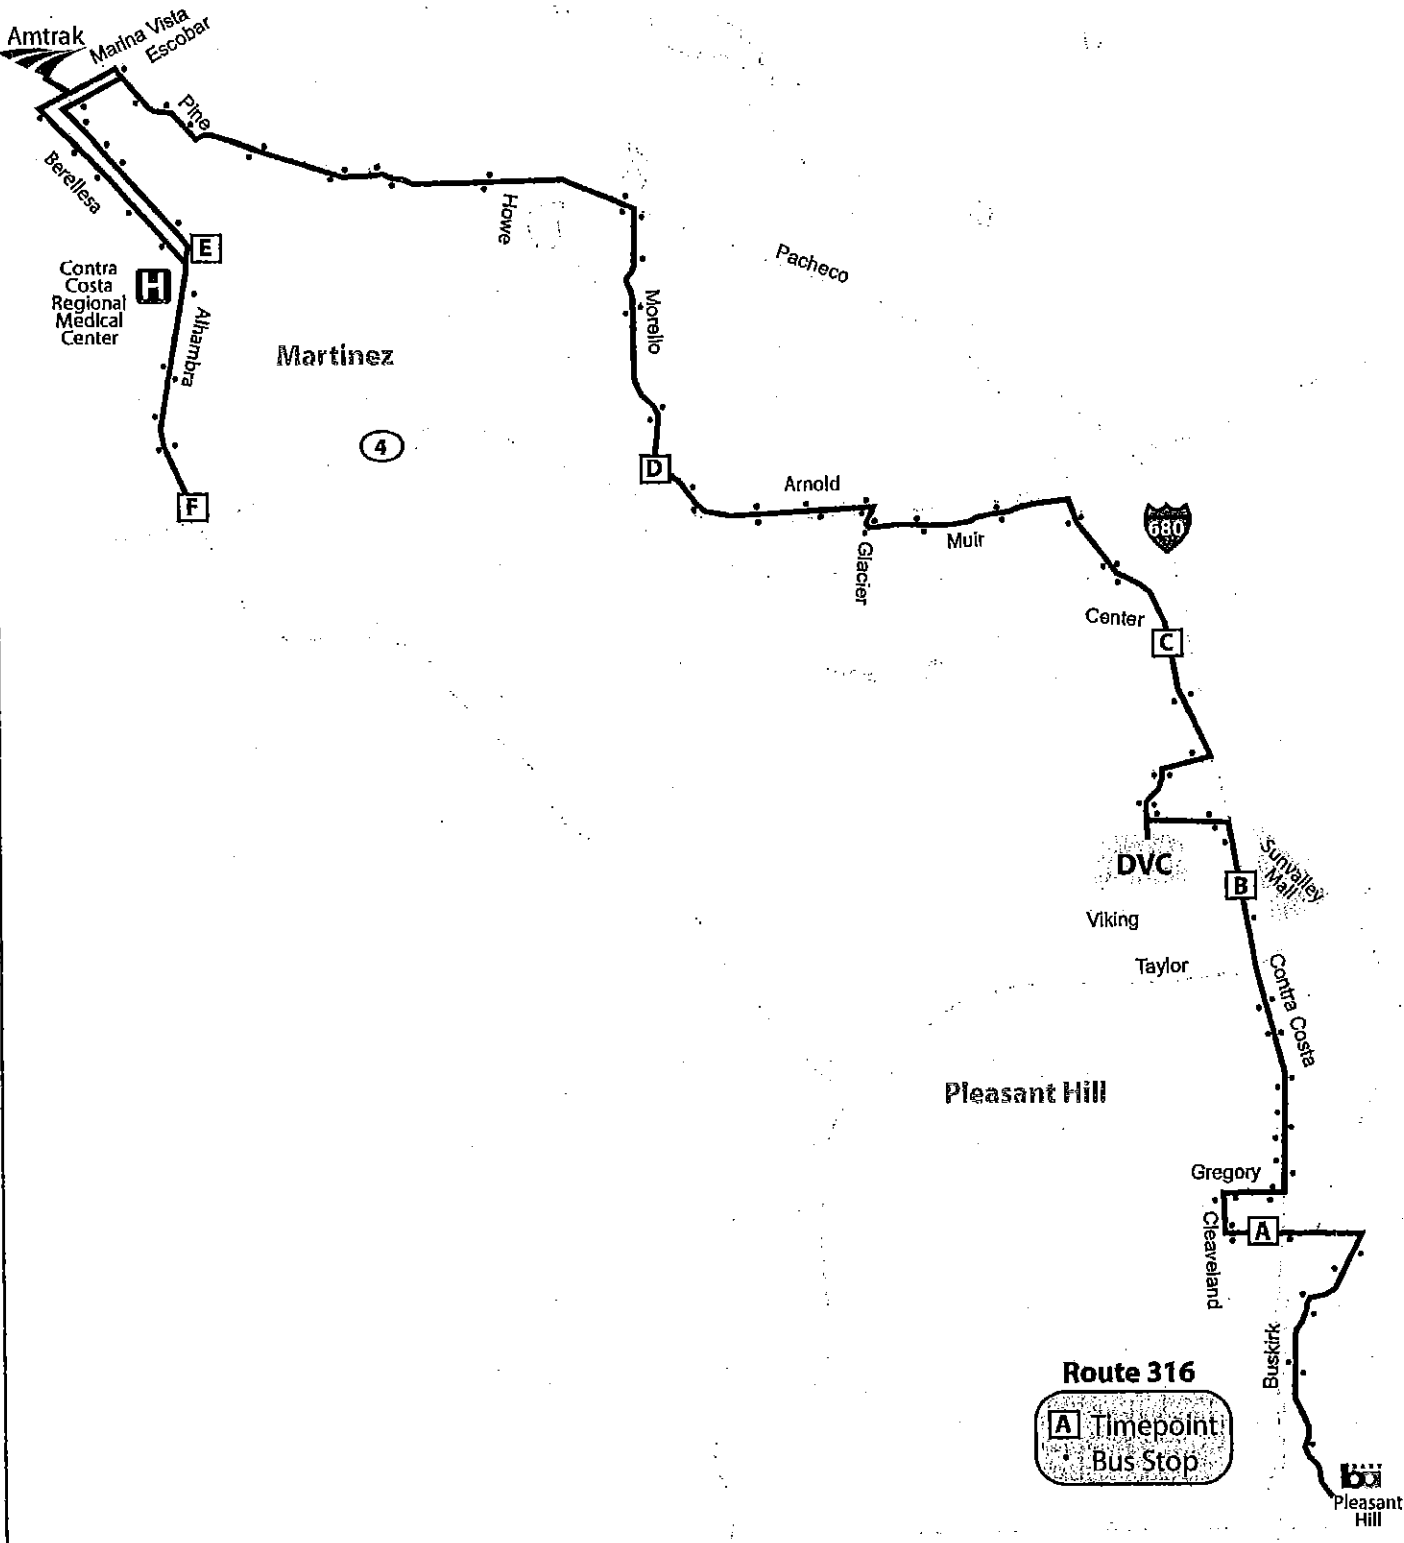 Amtrak
Marina Vista
Escobar
Pine
Berellesa
Howe
E
Contra
Costa
Regional
Medical
Center
H
Alhambra
Pacheco
Morello
Martinez
4
D
F
Arnold
Glacier
Muir
680
Center
C
DVC
B
Sunvalley
Mall
Viking
Taylor
Contra Costa
Pleasant Hill
Gregory
Cleaveland
A
Buskirk
Route 316
A Timepoint
Bus Stop
Pleasant
Hill